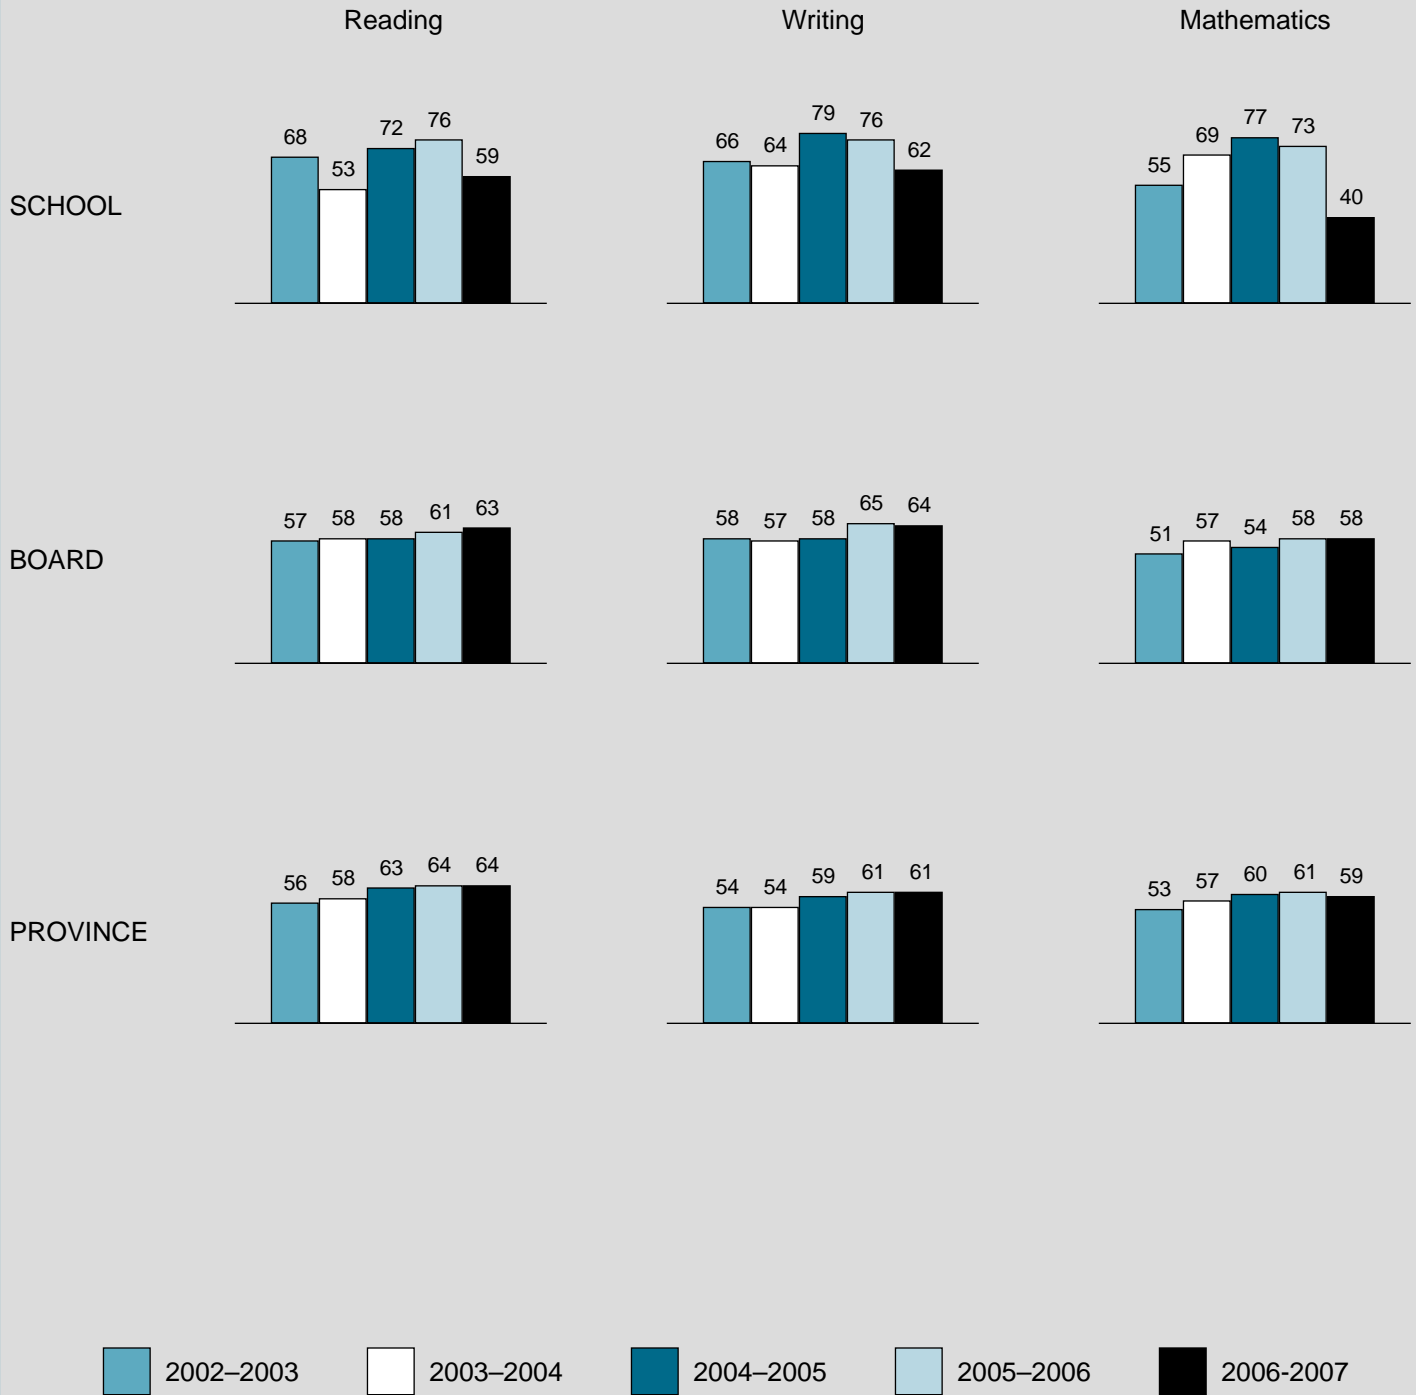 Reading Writing Mathematics
SCHOOL
68 53 72 76 59
66 64 79 76 62
55 69 77 73 40
BOARD
57 58 58 61 63
58 57 58 65 64
51 57 54 58 58
PROVINCE
56 58 63 64 64
54 54 59 61 61
53 57 60 61 59
2002–2003 2003–2004 2004–2005 2005–2006 2006-2007